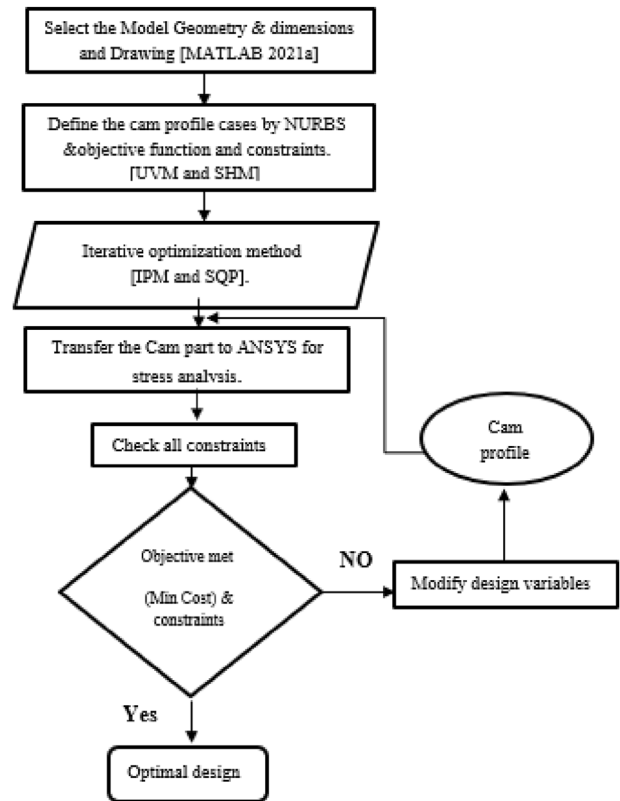 Select the Model Geometry & dimensions
and Drawing [MATLAB 2021a]
Define the cam profile cases by NURBS
&objective function and constraints.
[UVM and SHM]
Iterative optimization method
[IPM and SQP].
Transfer the Cam part to ANSYS for
stress analysis.
Check all constraints
Cam
profile
Objective met
(Min Cost) &
constraints
NO
Modify design variables
Yes
Optimal design